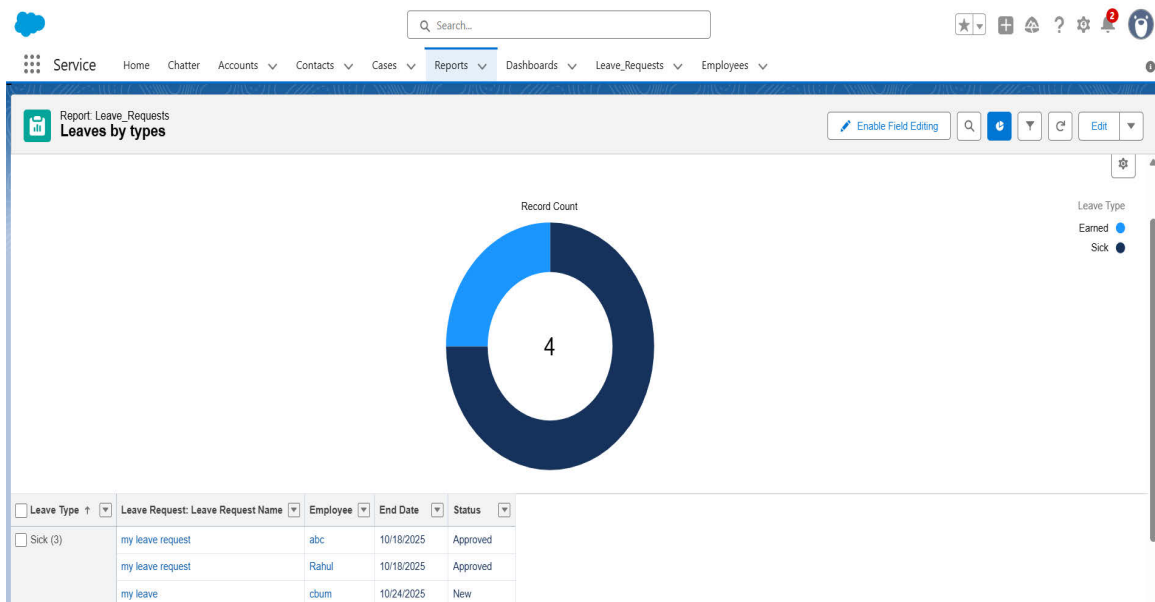 Search...
2
Service Home Chatter Accounts Contacts Cases Reports Dashboards Leave_Requests Employees
Report: Leave_Requests
Leaves by types
Enable Field Editing
Edit
Record Count
Leave Type
Earned
Sick
4
Leave Type ↑ Leave Request: Leave Request Name Employee End Date Status
Sick (3) my leave request abc 10/18/2025 Approved
my leave request Rahul 10/18/2025 Approved
my leave cbum 10/24/2025 New